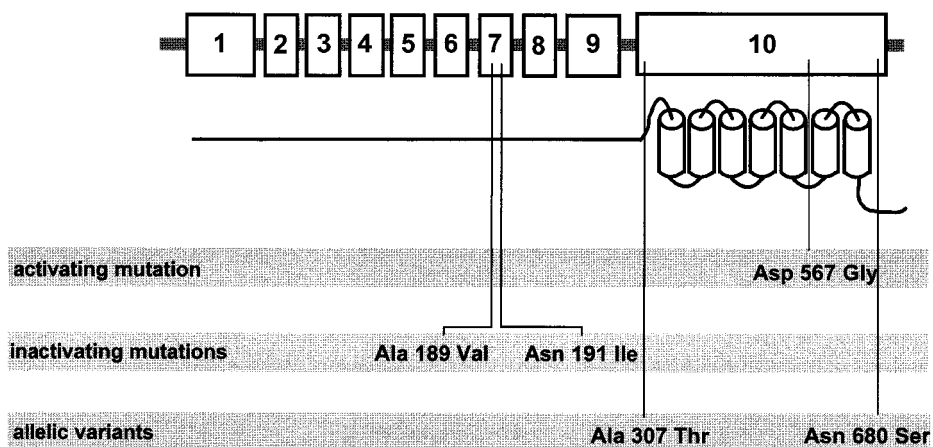 1 2 3 4 5 6 7 8 9 10
activating mutation
Asp 567 Gly
inactivating mutations
Ala 189 Val Asn 191 Ile
allelic variants
Ala 307 Thr Asn 680 Ser